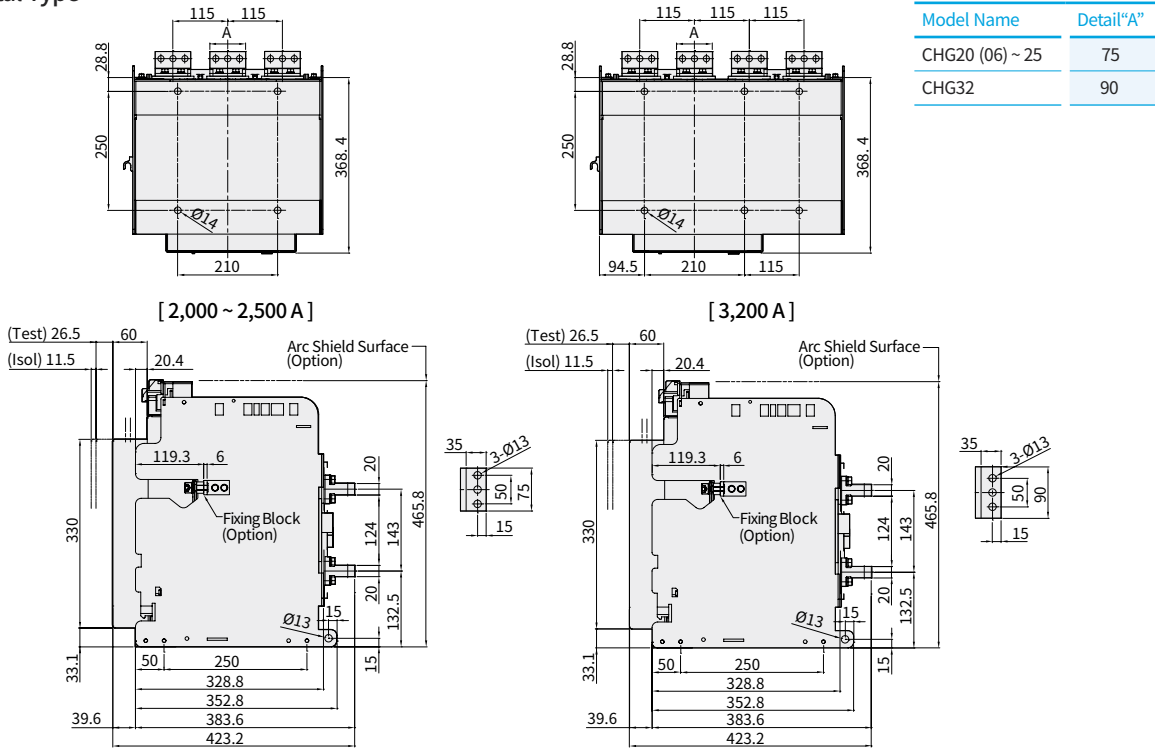 Type
Model Name Detail“A”
CHG20 (06) ~ 25 75
CHG32 90
115 115
A
28.8
250
368. 4
Ø14
210
115 115 115
A
28.8
250
368. 4
Ø14
94.5 210 115
[ 2,000 ~ 2,500 A ]
(Test) 26.5 60
Arc Shield Surface
(Option)
(Isol) 11.5 20.4
119.3 6
Fixing Block
(Option)
330
20
124
143
465.8
20
132.5
Ø13 15
33.1
50 250
15
328.8
352.8
39.6 383.6
423.2
35
3-Ø13
50
75
15
[ 3,200 A ]
(Test) 26.5 60
Arc Shield Surface
(Option)
(Isol) 11.5 20.4
119.3 6
Fixing Block
(Option)
330
20
124
143
465.8
20
132.5
Ø13 15
33.1
50 250
15
328.8
352.8
39.6 383.6
423.2
35
3-Ø13
50
90
15